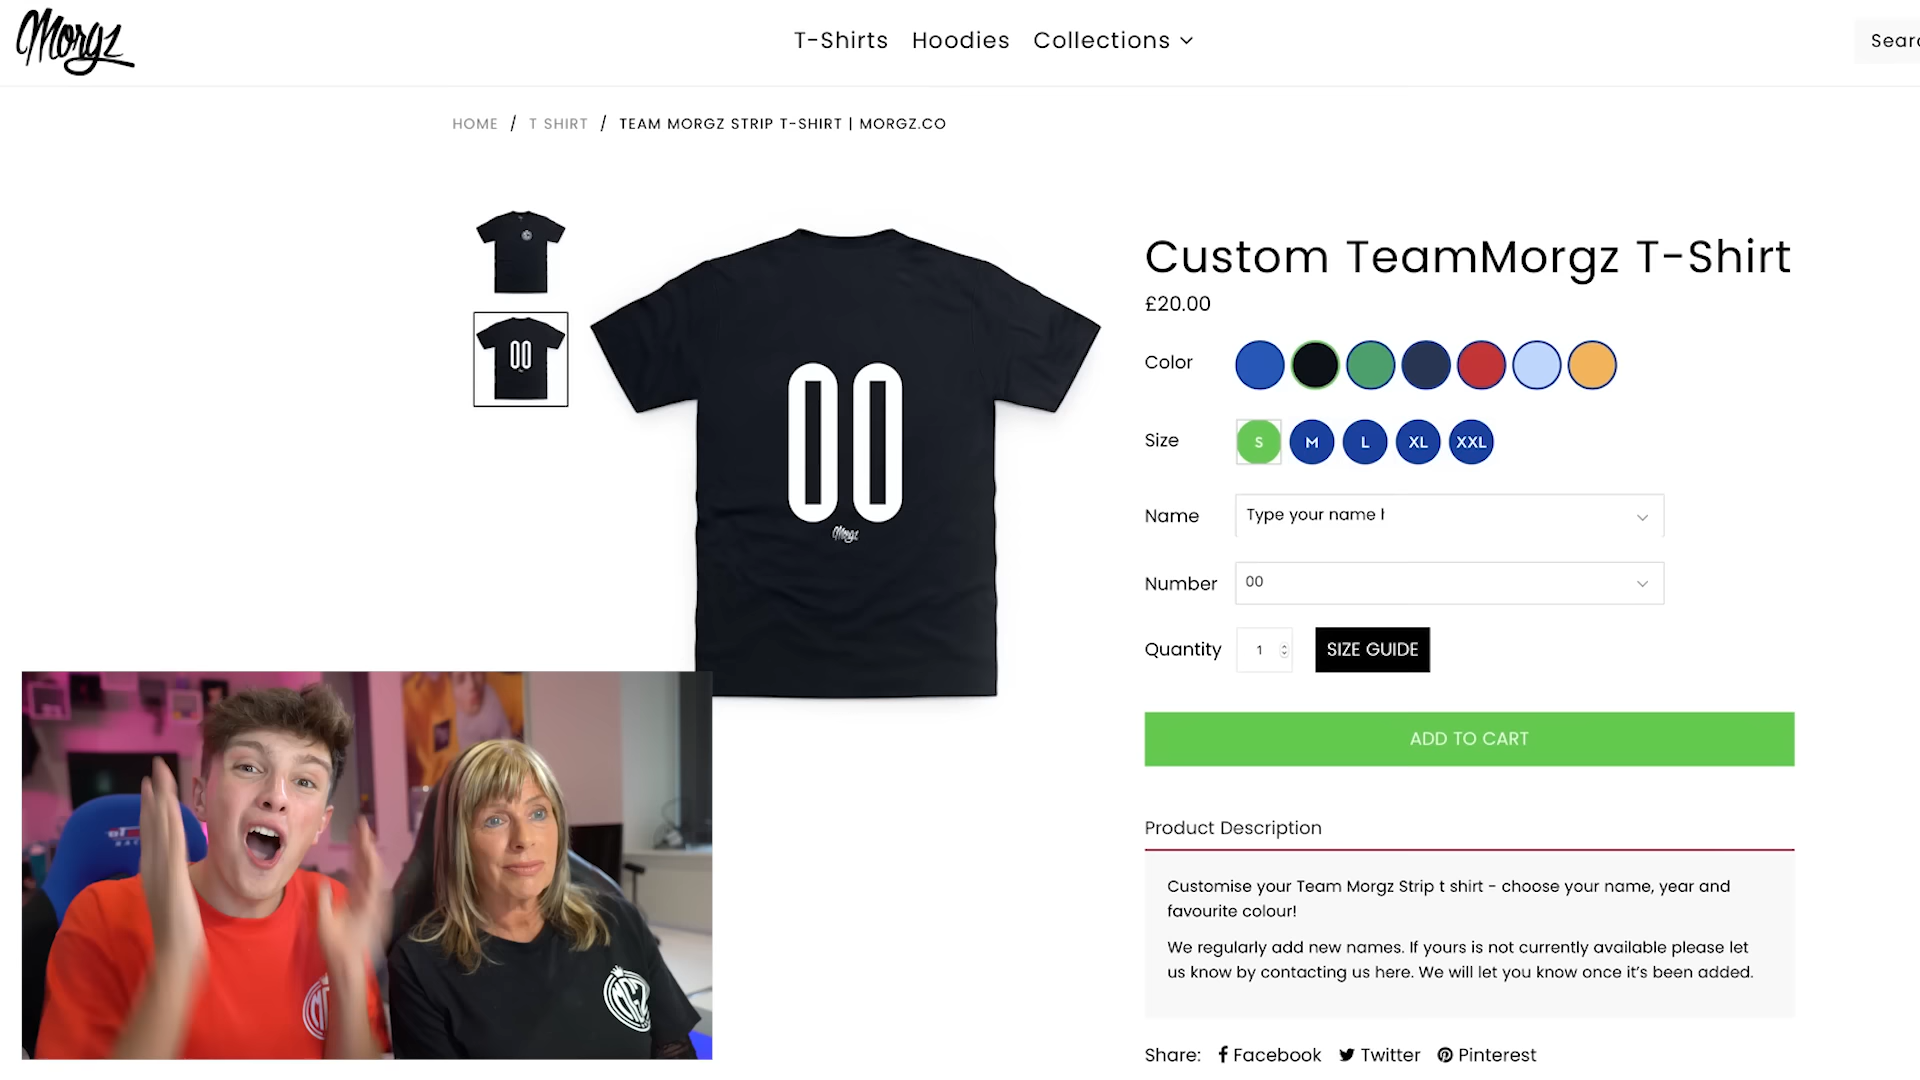 Morgz
T-Shirts Hoodies Collections
Sear
HOME / T SHIRT / TEAM MORGZ STRIP T-SHIRT | MORGZ.CO
00
00
Morgz
Custom TeamMorgz T-Shirt
£20.00
Color
Size S M L XL XXL
Name Type your name h
Number 00
Quantity 1 SIZE GUIDE
ADD TO CART
Product Description
Customise your Team Morgz Strip t shirt - choose your name, year and
favourite colour!
We regularly add new names. If yours is not currently available please let
us know by contacting us here. We will let you know once it’s been added.
Share: Facebook Twitter Pinterest
MGZ